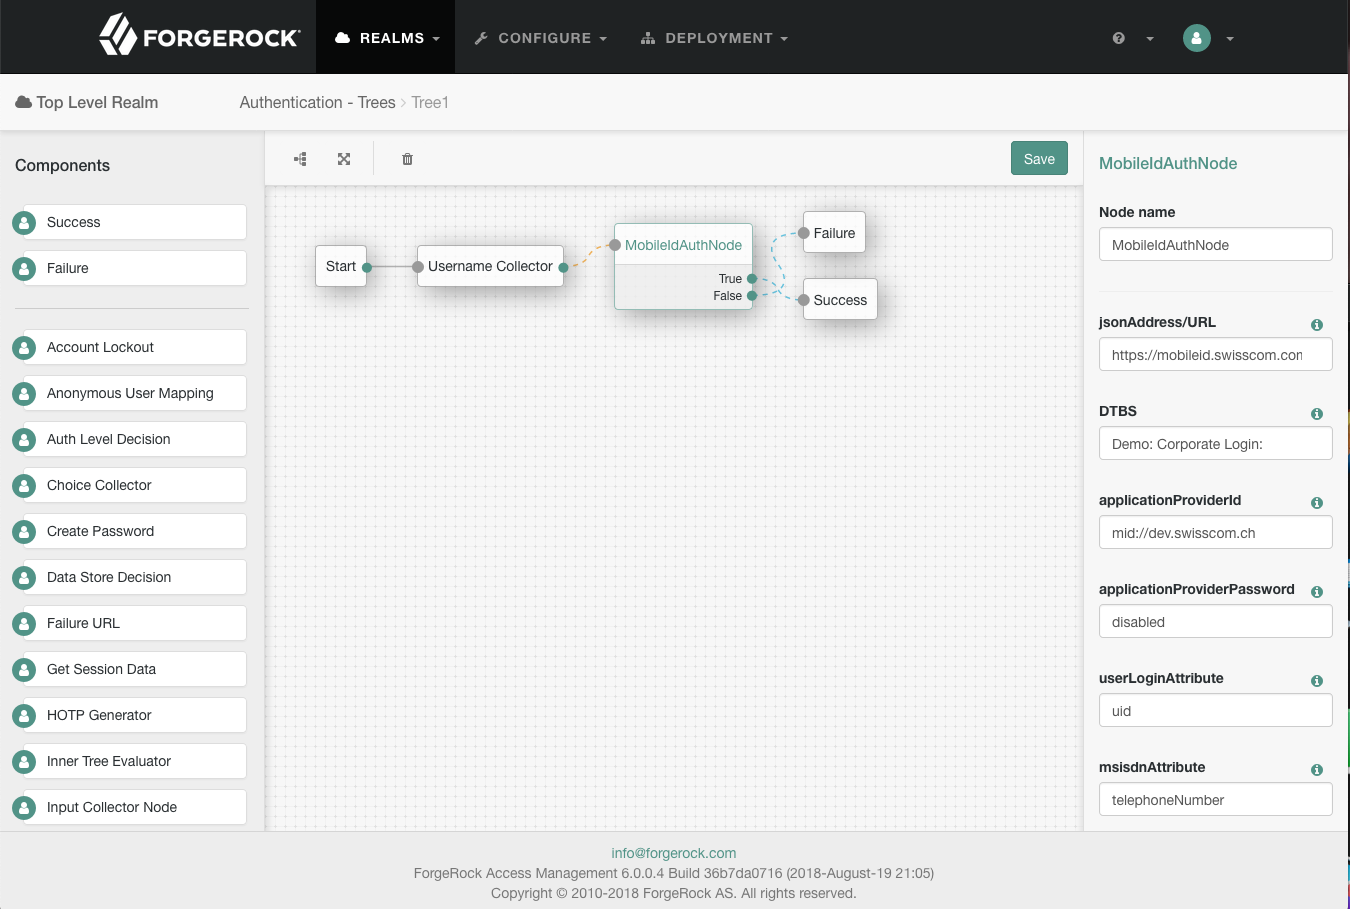 FORGEROCK
REALMS
CONFIGURE
DEPLOYMENT
Top Level Realm
Authentication - Trees › Tree1
Components
Success
Failure
Account Lockout
Anonymous User Mapping
Auth Level Decision
Choice Collector
Create Password
Data Store Decision
Failure URL
Get Session Data
HOTP Generator
Inner Tree Evaluator
Input Collector Node
Save
Start
Username Collector
MobileIdAuthNode
True
False
Failure
Success
MobileIdAuthNode
Node name
MobileIdAuthNode
jsonAddress/URL
https://mobileid.swisscom.com
DTBS
Demo: Corporate Login:
applicationProviderId
mid://dev.swisscom.ch
applicationProviderPassword
disabled
userLoginAttribute
uid
msisdnAttribute
telephoneNumber
info@forgerock.com
ForgeRock Access Management 6.0.0.4 Build 36b7da0716 (2018-August-19 21:05)
Copyright © 2010-2018 ForgeRock AS. All rights reserved.